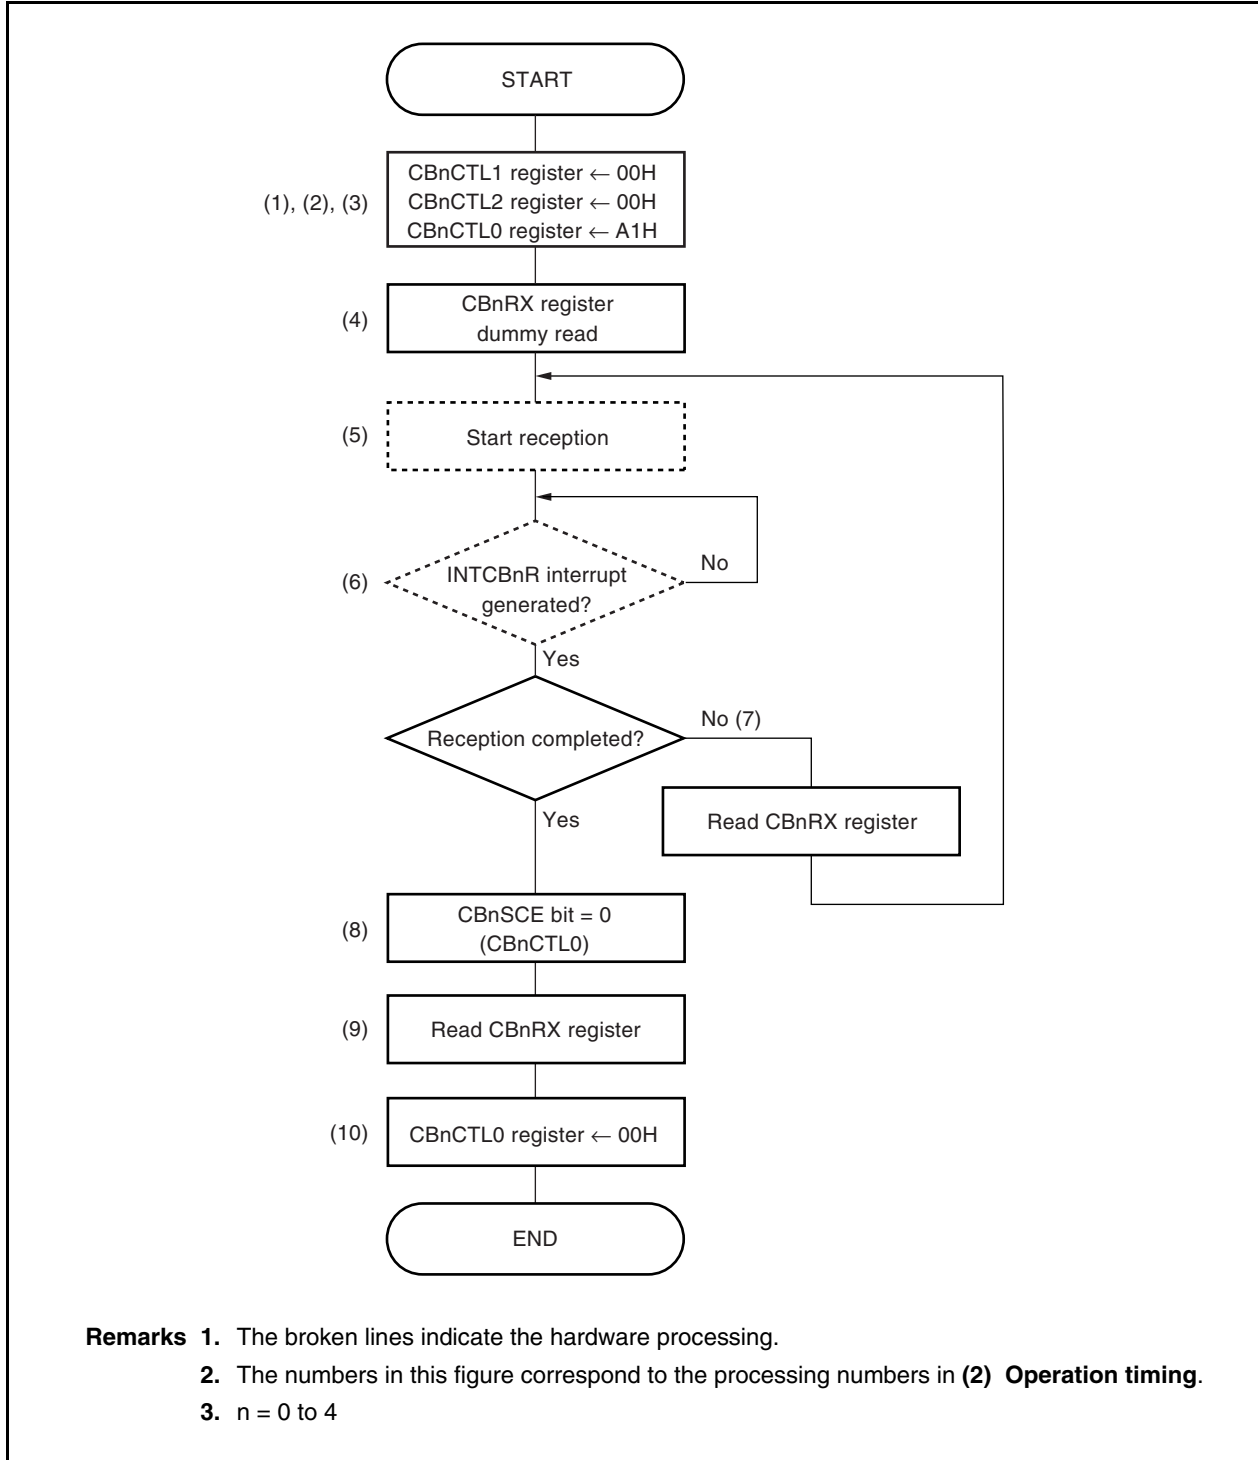 START
(1), (2), (3)
CBnCTL1 register ← 00H
CBnCTL2 register ← 00H
CBnCTL0 register ← A1H
(4)
CBnRX register
dummy read
(5)
Start reception
(6)
INTCBnR interrupt
generated?
No
Yes
Reception completed?
No (7)
Read CBnRX register
Yes
(8)
CBnSCE bit = 0
(CBnCTL0)
(9)
Read CBnRX register
(10)
CBnCTL0 register ← 00H
END
Remarks 1. The broken lines indicate the hardware processing.
2. The numbers in this figure correspond to the processing numbers in (2) Operation timing.
3. n = 0 to 4